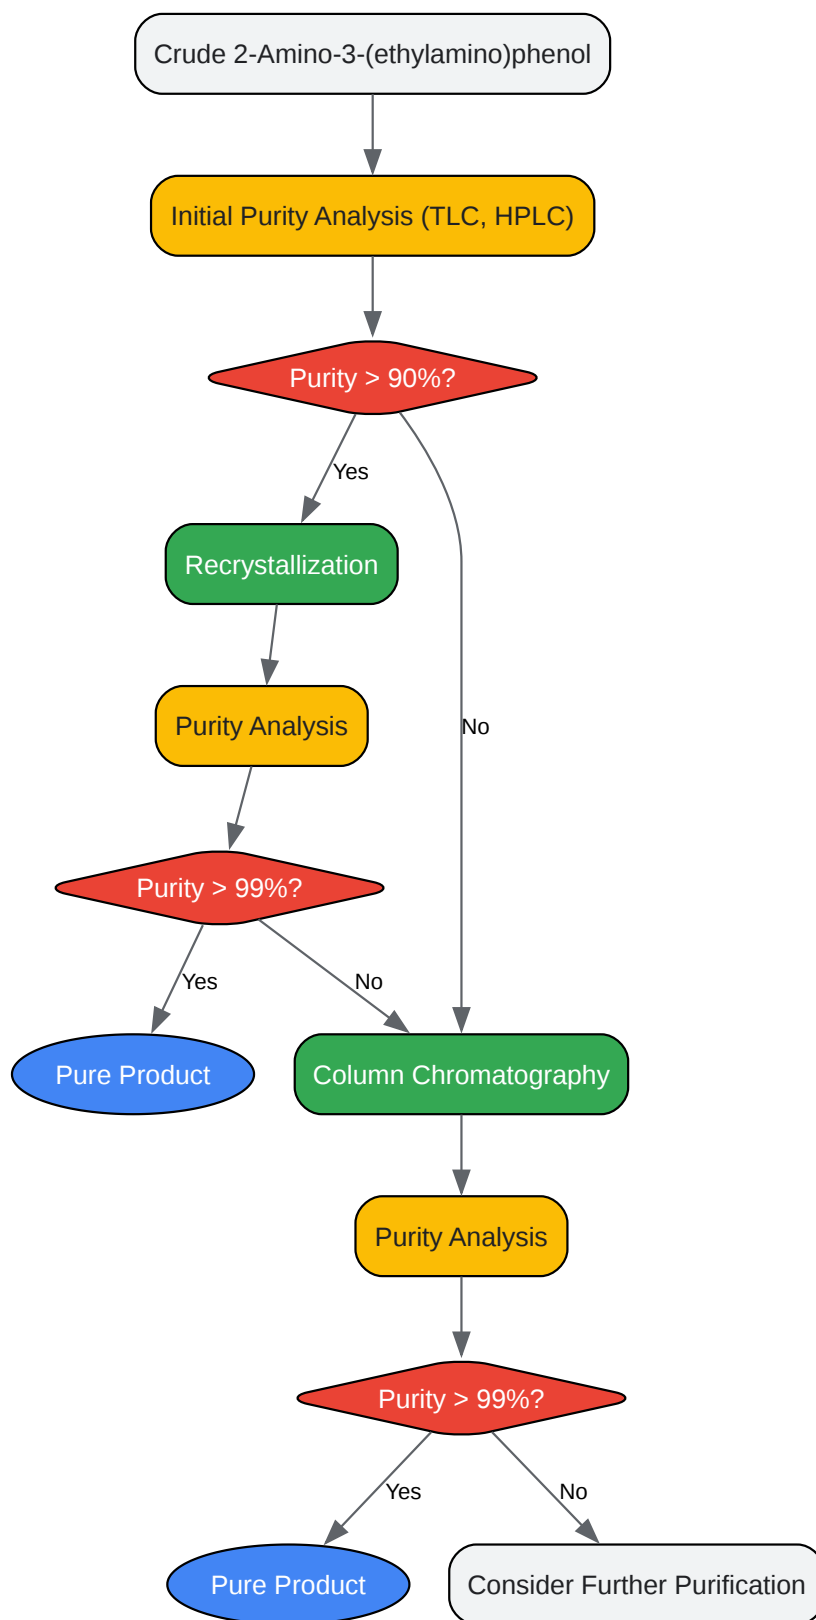 Crude 2-Amino-3-(ethylamino)phenol
Initial Purity Analysis (TLC, HPLC)
Purity > 90%?
Yes
Recrystallization
Purity Analysis
No
Purity > 99%?
Yes
No
Pure Product
Column Chromatography
Purity Analysis
Purity > 99%?
Yes
No
Pure Product
Consider Further Purification